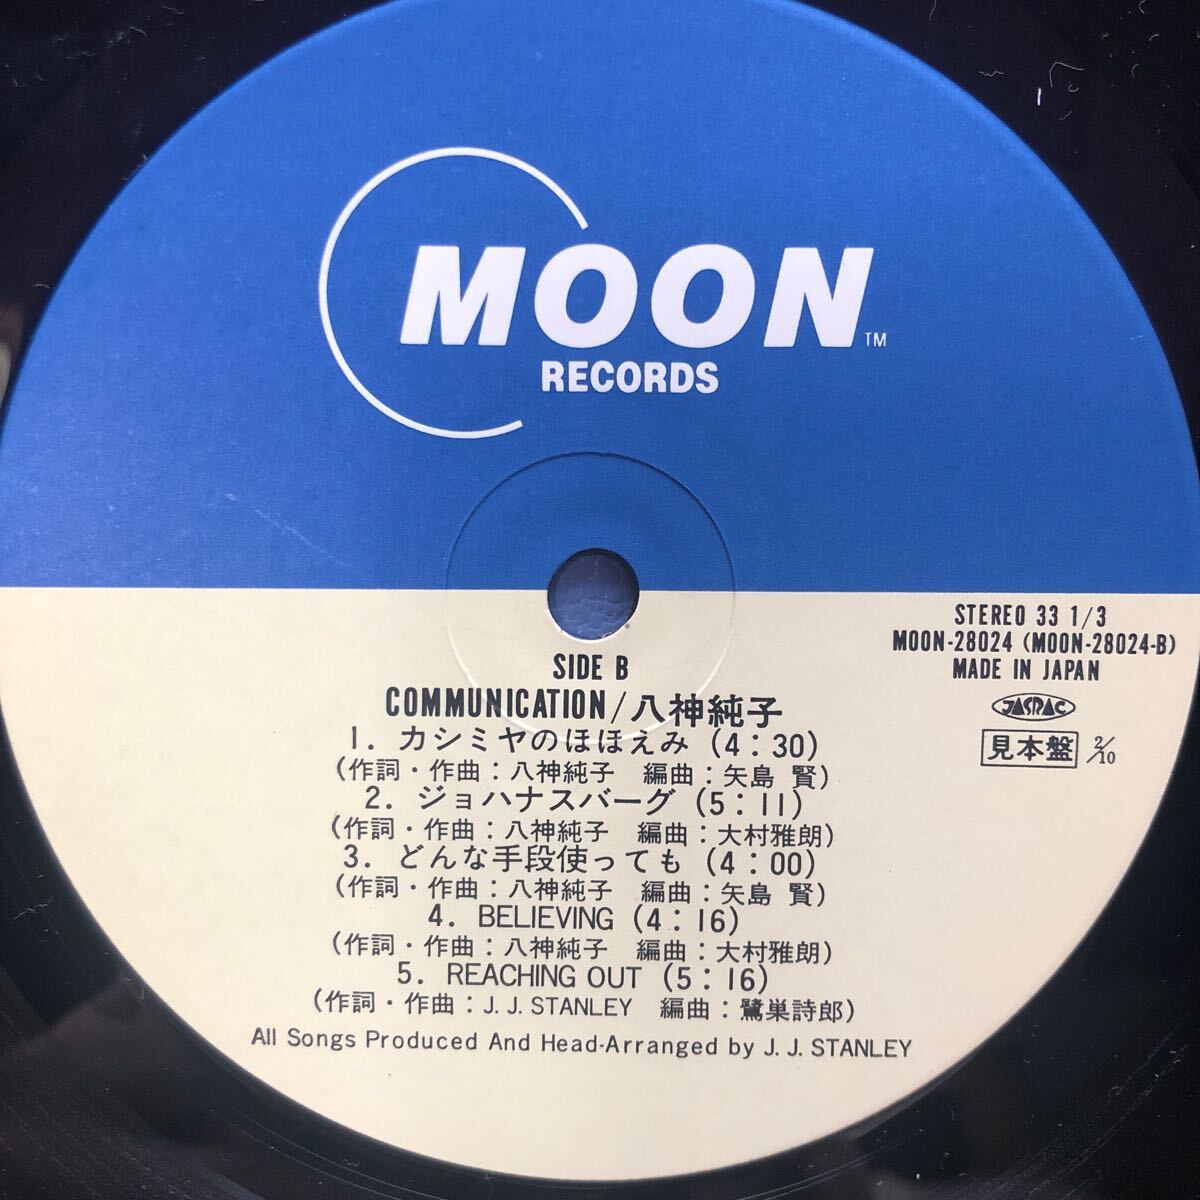 MOON™
RECORDS
STEREO 33 1/3
MOON-28024 (MOON-28024-B)
MADE IN JAPAN
JASRAC
見本盤 2/10
SIDE B
COMMUNICATION/八神純子
1. カシミヤのほほえみ (4:30)
(作詞・作曲:八神純子 編曲:矢島 賢)
2. ジョハナスバーグ (5:11)
(作詞・作曲:八神純子 編曲:大村雅朗)
3. どんな手段使っても (4:00)
(作詞・作曲:八神純子 編曲:矢島 賢)
4. BELIEVING (4:16)
(作詞・作曲:八神純子 編曲:大村雅朗)
5. REACHING OUT (5:16)
(作詞・作曲:J. J. STANLEY 編曲:鷺巣詩郎)
All Songs Produced And Head-Arranged by J. J. STANLEY